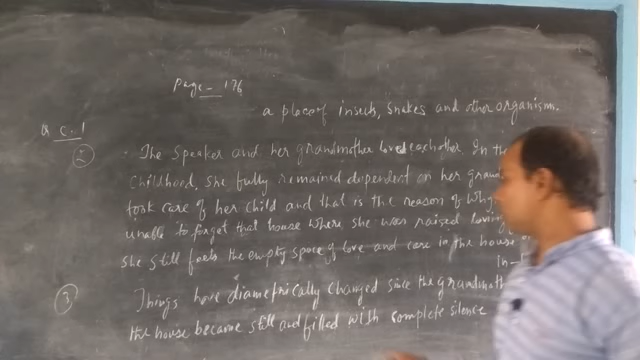 Page - 176
a place of insects, snakes and other organism.
Q C.1
2 The Speaker and her grandmother loved each other. In the
Childhood, she fully remained dependent on her grand
took care of her child and that is the reason of why
unable to forget that house where she was raised loving
She still feels the empty space of love and care in the house
3 Things have diametrically changed since the grandmoth
the house became still and filled with complete silence